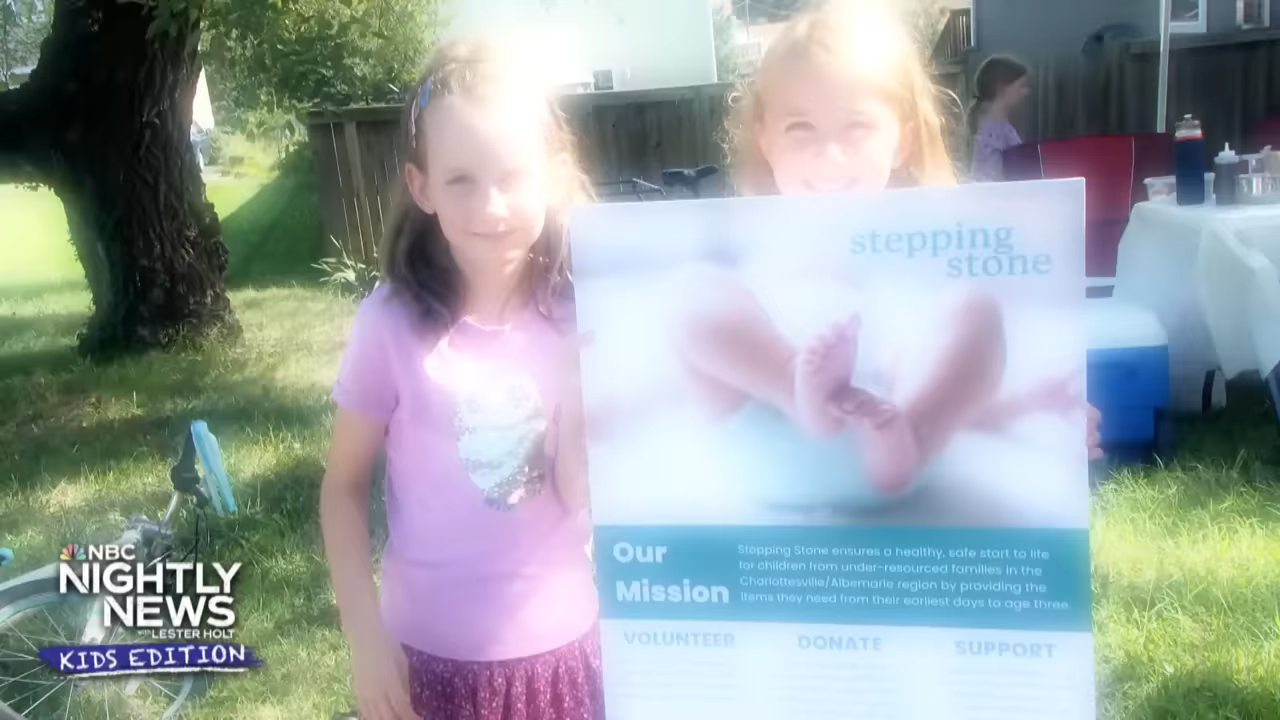 stepping
stone
Our
Mission
Stepping Stone ensures a healthy, safe start to life
for children from under-resourced families in the
Charlottesville/Albemarle region by providing the
items they need from their earliest days to age three.
VOLUNTEER
DONATE
SUPPORT
NBC
NIGHTLY
NEWS
WITH LESTER HOLT
KIDS EDITION